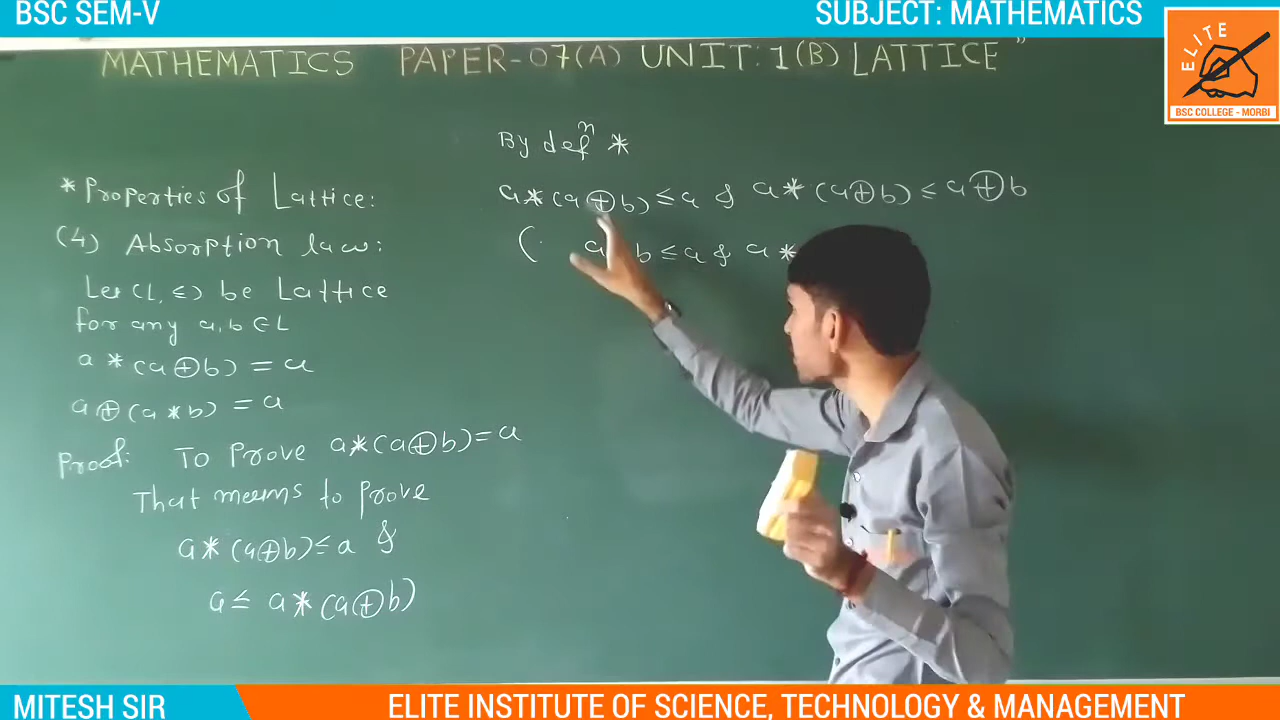 BSC SEM-V
SUBJECT: MATHEMATICS
ELITE
BSC COLLEGE - MORBI
MATHEMATICS PAPER-07(A) UNIT:1(B) LATTICE"
* Properties of Lattice:
(4) Absorption law:
Let (L, ≤) be Lattice
for any a, b ∈ L
a * (a⊕b) = a
a⊕(a*b) = a
Proof: To Prove a*(a⊕b)=a
That means to prove
a*(a⊕b)≤a &
a≤ a*(a⊕b)
By defⁿ *
a*(a⊕b)≤a & a*(a⊕b)≤a⊕b
(∵ a b≤a & a*
MITESH SIR
ELITE INSTITUTE OF SCIENCE, TECHNOLOGY & MANAGEMENT